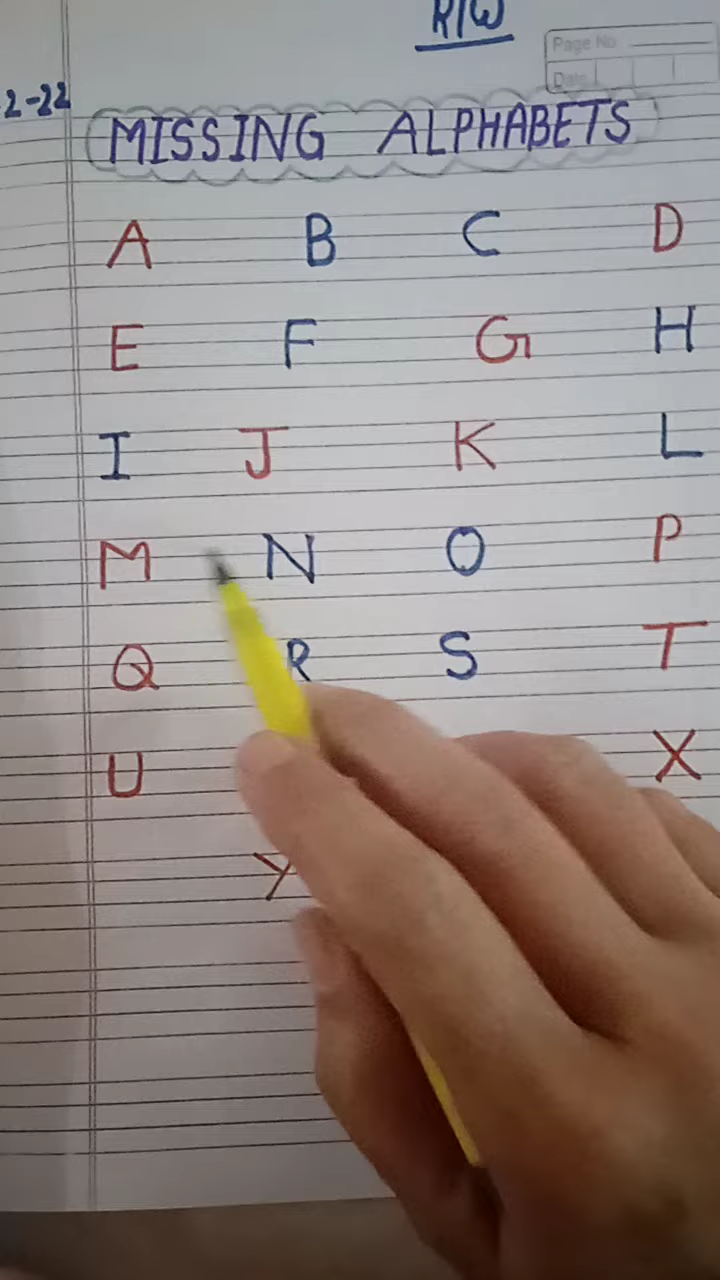 R/W
Page No.
Date
2-22
MISSING ALPHABETS
A B C D
E F G H
I J K L
M N O P
Q R S T
U X
Y